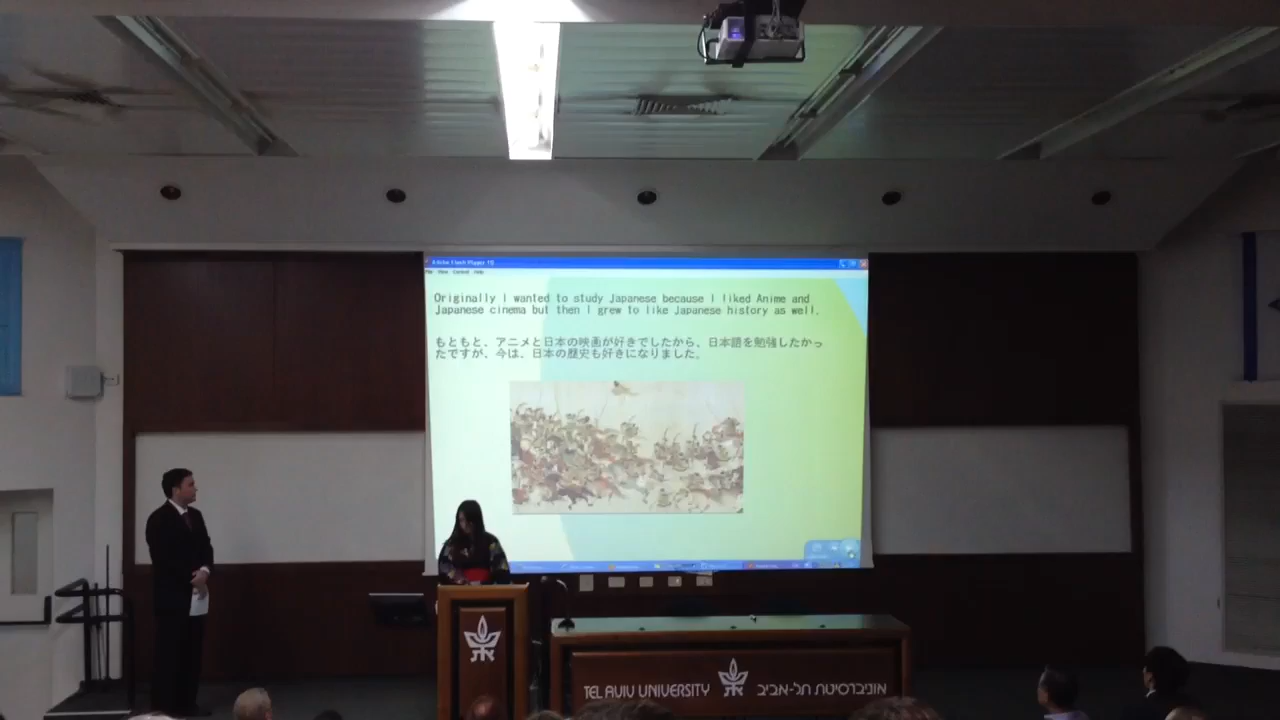 File View Control Help
Originally I wanted to study Japanese because I liked Anime and
Japanese cinema but then I grew to like Japanese history as well.
もともと、アニメと日本の映画が好きでしたから、日本語を勉強したかっ
たですが、今は、日本の歴史も好きになりました。
TEL AVIV UNIVERSITY אוניברסיטת תל-אביב